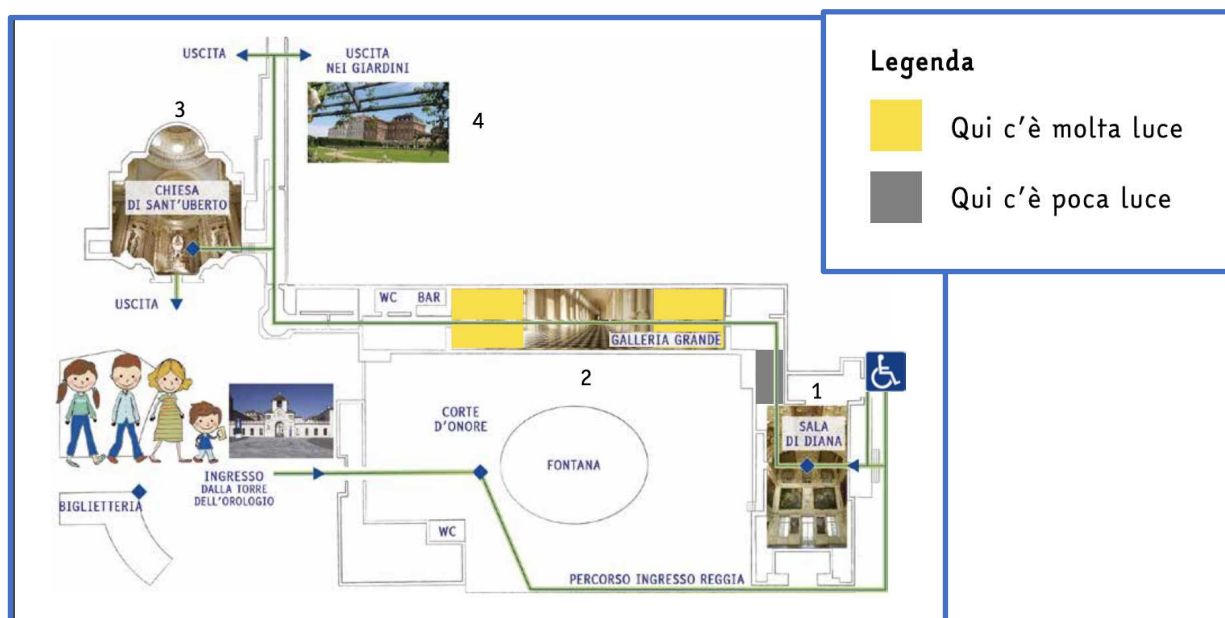 USCITA
USCITA
NEI GIARDINI
3
4
CHIESA
DI SANT'UBERTO
USCITA
WC
BAR
GALLERIA GRANDE
2
1
SALA
DI DIANA
CORTE
D'ONORE
FONTANA
INGRESSO
DALLA TORRE
DELL'OROLOGIO
BIGLIETTERIA
WC
PERCORSO INGRESSO REGGIA
Legenda
Qui c'è molta luce
Qui c'è poca luce